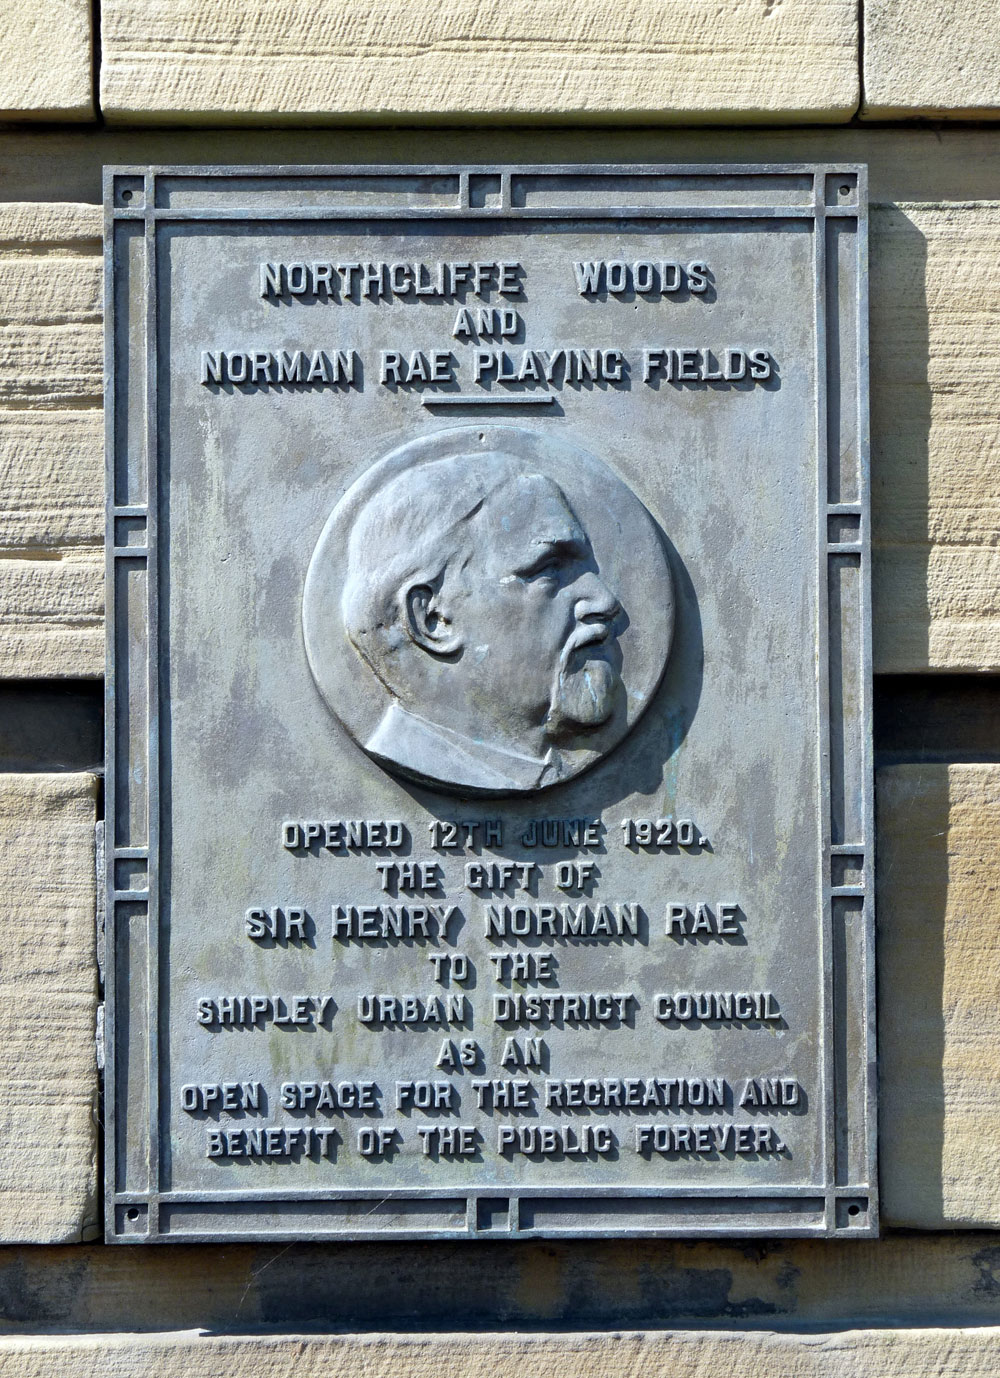 NORTHCLIFFE WOODS
AND
NORMAN RAE PLAYING FIELDS
OPENED 12TH JUNE 1920.
THE GIFT OF
SIR HENRY NORMAN RAE
TO THE
SHIPLEY URBAN DISTRICT COUNCIL
AS AN
OPEN SPACE FOR THE RECREATION AND
BENEFIT OF THE PUBLIC FOREVER.